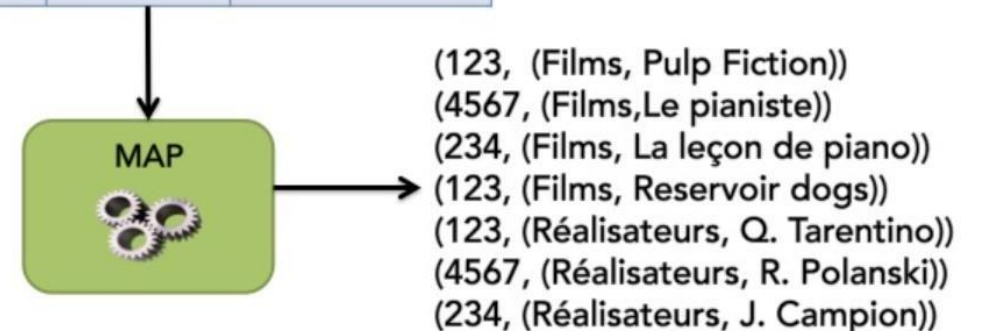 MAP
(123, (Films, Pulp Fiction))
(4567, (Films,Le pianiste))
(234, (Films, La leçon de piano))
(123, (Films, Reservoir dogs))
(123, (Réalisateurs, Q. Tarentino))
(4567, (Réalisateurs, R. Polanski))
(234, (Réalisateurs, J. Campion))